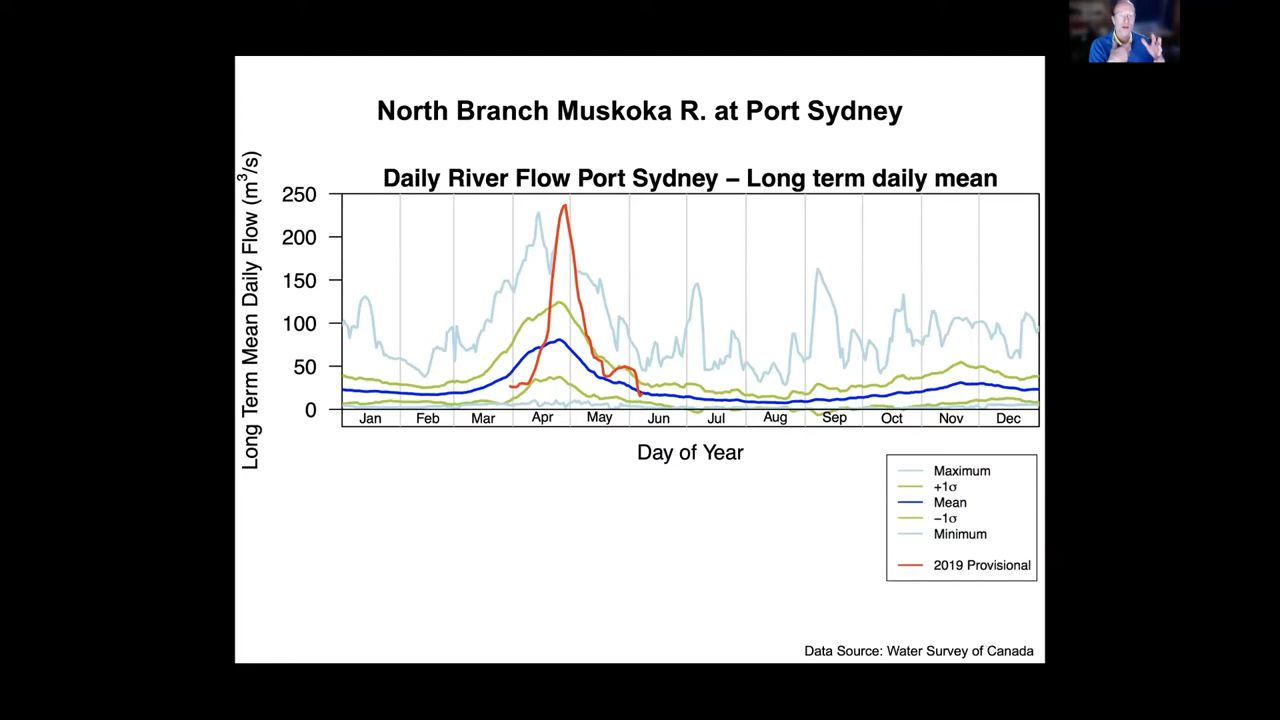 North Branch Muskoka R. at Port Sydney
Daily River Flow Port Sydney – Long term daily mean
Long Term Mean Daily Flow (m³/s)
250
200
150
100
50
0
Jan Feb Mar Apr May Jun Jul Aug Sep Oct Nov Dec
Day of Year
Maximum
+1σ
Mean
−1σ
Minimum
2019 Provisional
Data Source: Water Survey of Canada